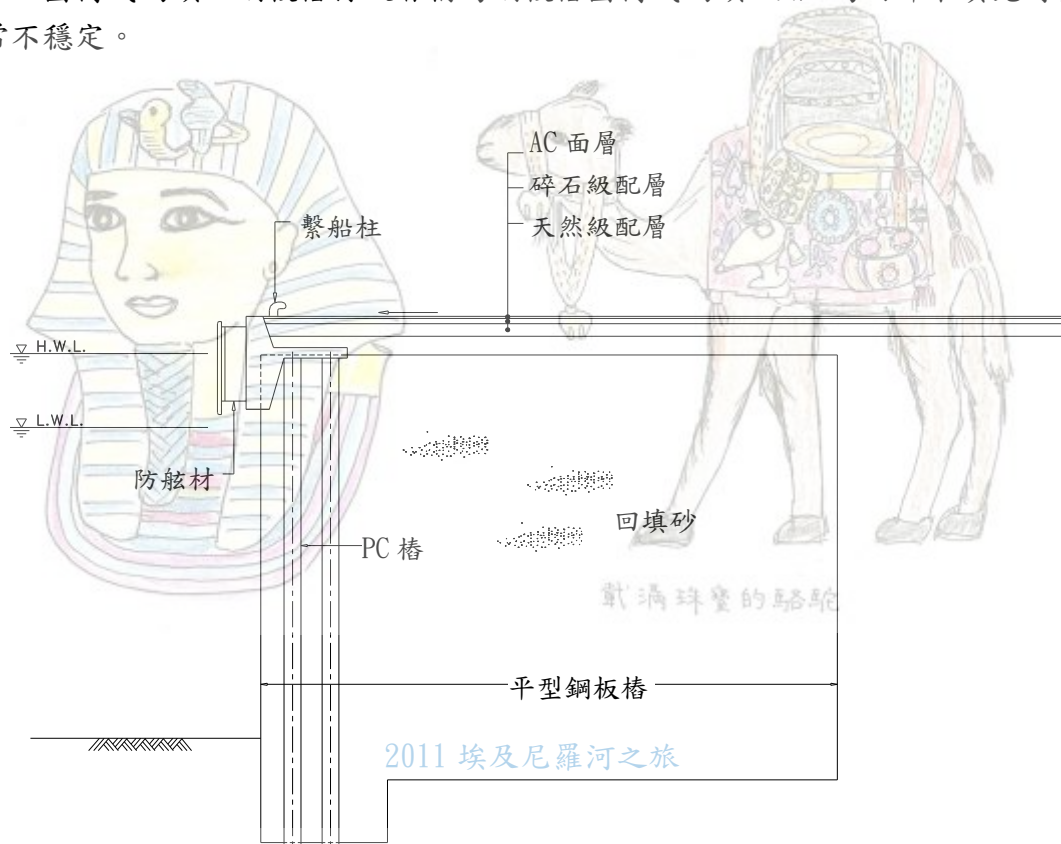 常不穩定。
AC 面層
碎石級配層
天然級配層
繫船柱
H.W.L.
L.W.L.
防舷材
回填砂
PC 樁
載滿珠寶的駱駝
平型鋼板樁
2011 埃及尼羅河之旅